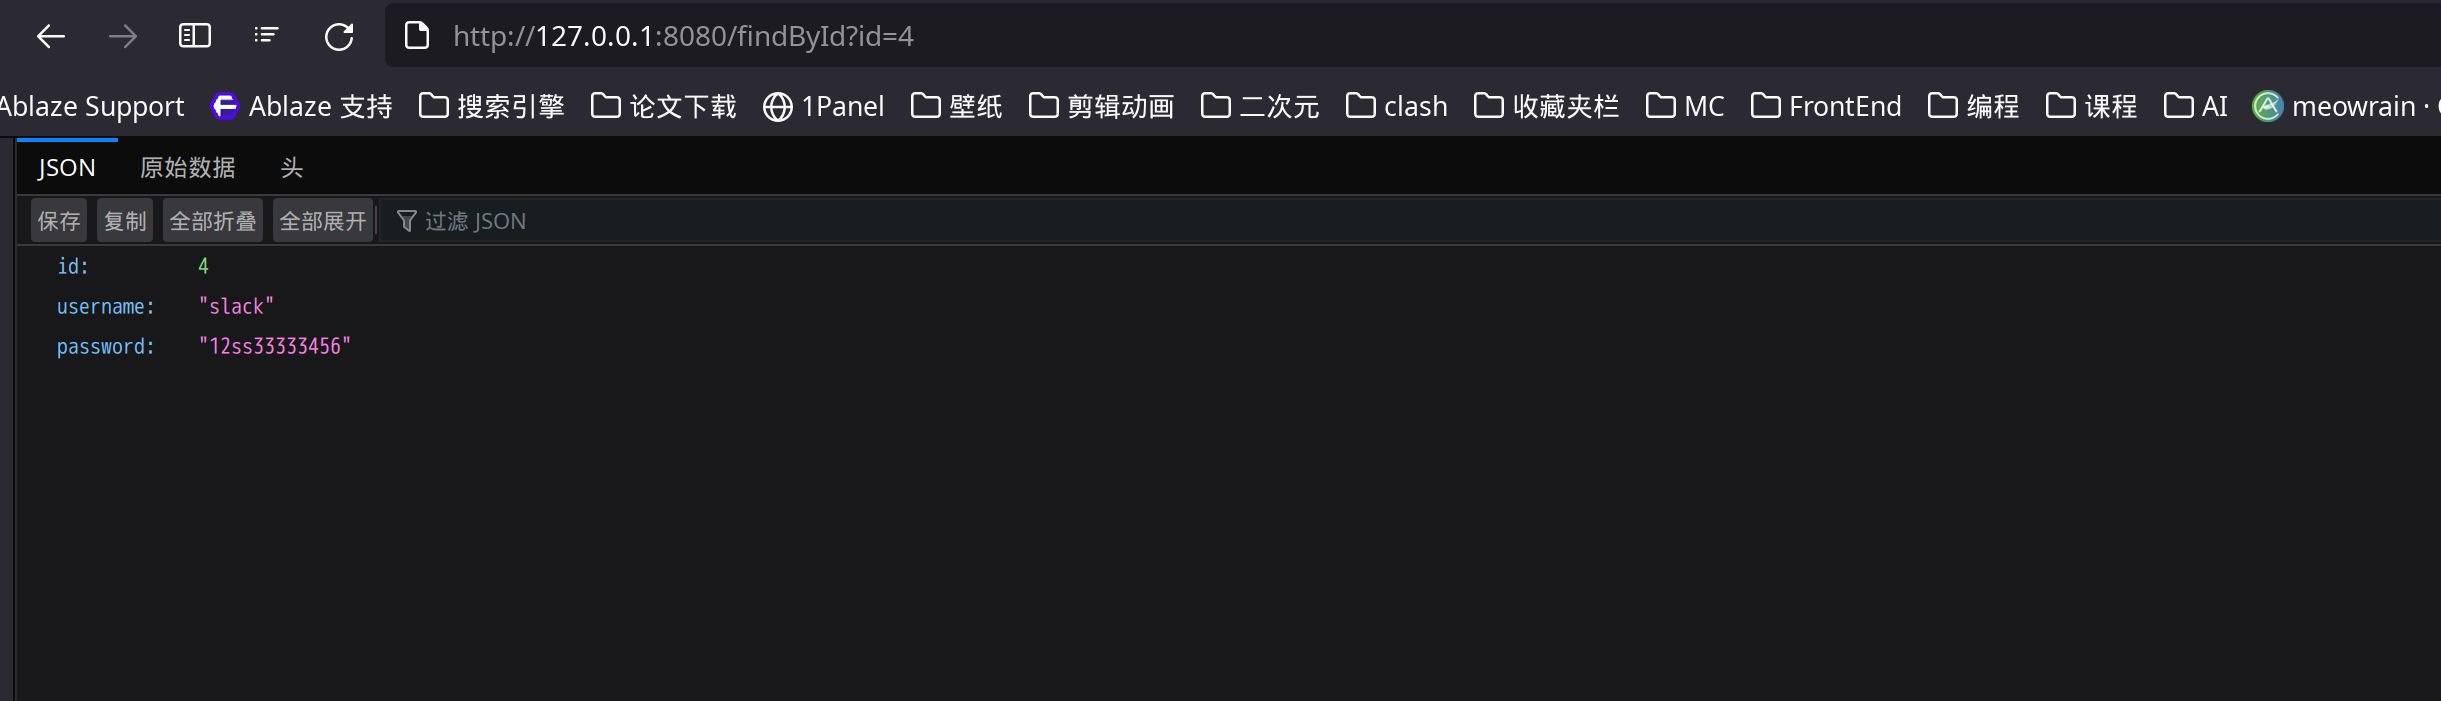 http://127.0.0.1:8080/findById?id=4
Ablaze Support Ablaze 支持 搜索引擎 论文下载 1Panel 壁纸 剪辑动画 二次元 clash 收藏夹栏 MC FrontEnd 编程 课程 AI meowrain ·
JSON 原始数据 头
保存 复制 全部折叠 全部展开 过滤 JSON
id: 4
username: "slack"
password: "12ss33333456"